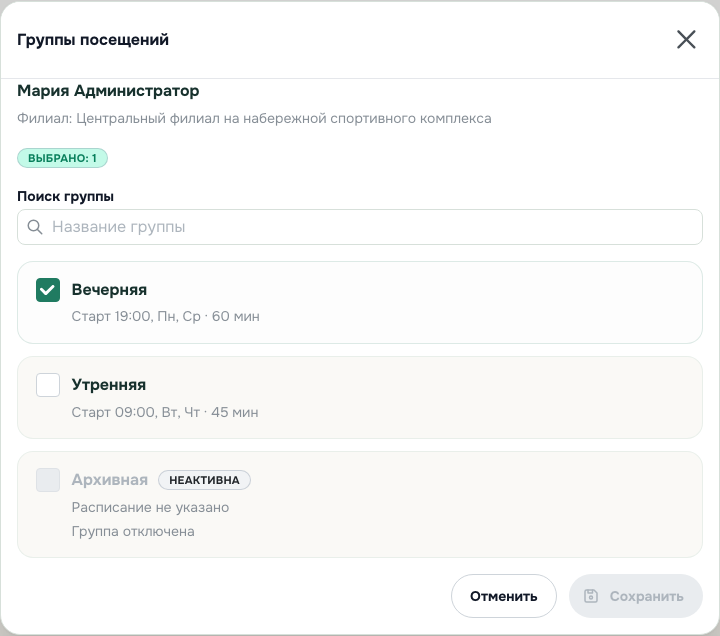 Группы посещений
Мария Администратор
Филиал: Центральный филиал на набережной спортивного комплекса
ВЫБРАНО: 1
Поиск группы
Название группы
Вечерняя
Старт 19:00, Пн, Ср · 60 мин
Утренняя
Старт 09:00, Вт, Чт · 45 мин
Архивная НЕАКТИВНА
Расписание не указано
Группа отключена
Отменить Сохранить